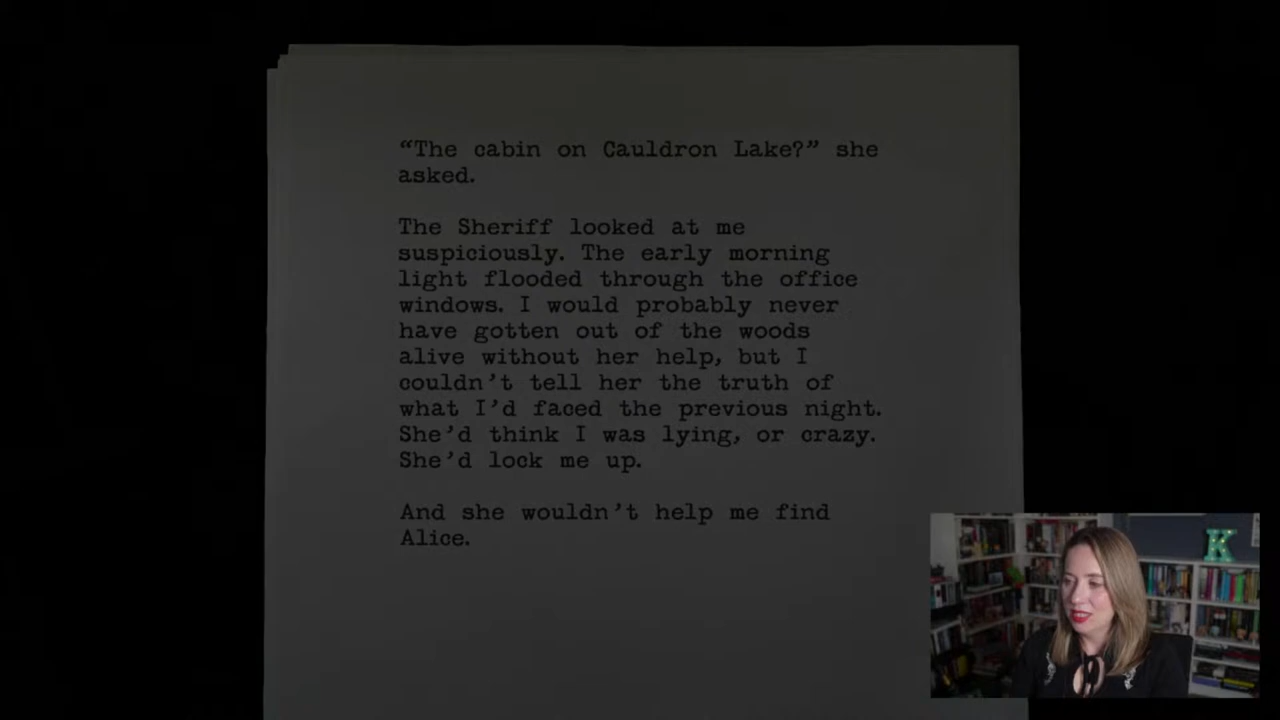 “The cabin on Cauldron Lake?” she
asked.
The Sheriff looked at me
suspiciously. The early morning
light flooded through the office
windows. I would probably never
have gotten out of the woods
alive without her help, but I
couldn’t tell her the truth of
what I’d faced the previous night.
She’d think I was lying, or crazy.
She’d lock me up.
And she wouldn’t help me find
Alice.
K